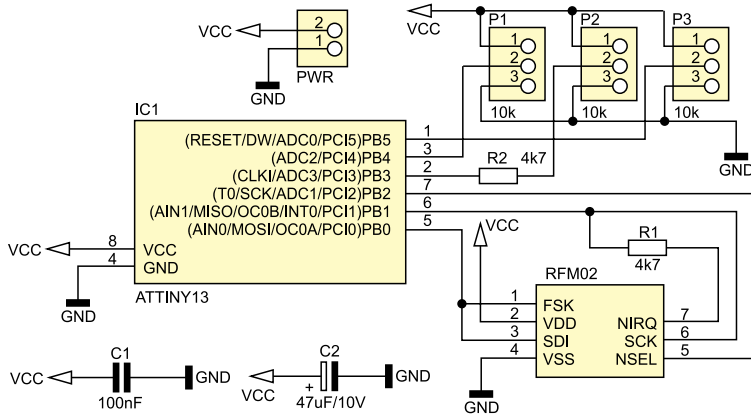 VCC
2
1
PWR
GND
VCC
P1
1
2
3
10k
P2
1
2
3
10k
P3
1
2
3
10k
GND
IC1
(RESET/DW/ADC0/PCI5)PB5
1
(ADC2/PCI4)PB4
3
(CLKI/ADC3/PCI3)PB3
2
(T0/SCK/ADC1/PCI2)PB2
7
(AIN1/MISO/OC0B/INT0/PCI1)PB1
6
(AIN0/MOSI/OC0A/PCI0)PB0
5
VCC
8
VCC
4
GND
GND
ATTINY13
R2
4k7
VCC
R1
4k7
RFM02
1
FSK
2
VDD
3
SDI
4
VSS
NIRQ
7
SCK
6
NSEL
5
GND
C1
VCC
GND
100nF
C2
VCC
+
GND
47uF/10V